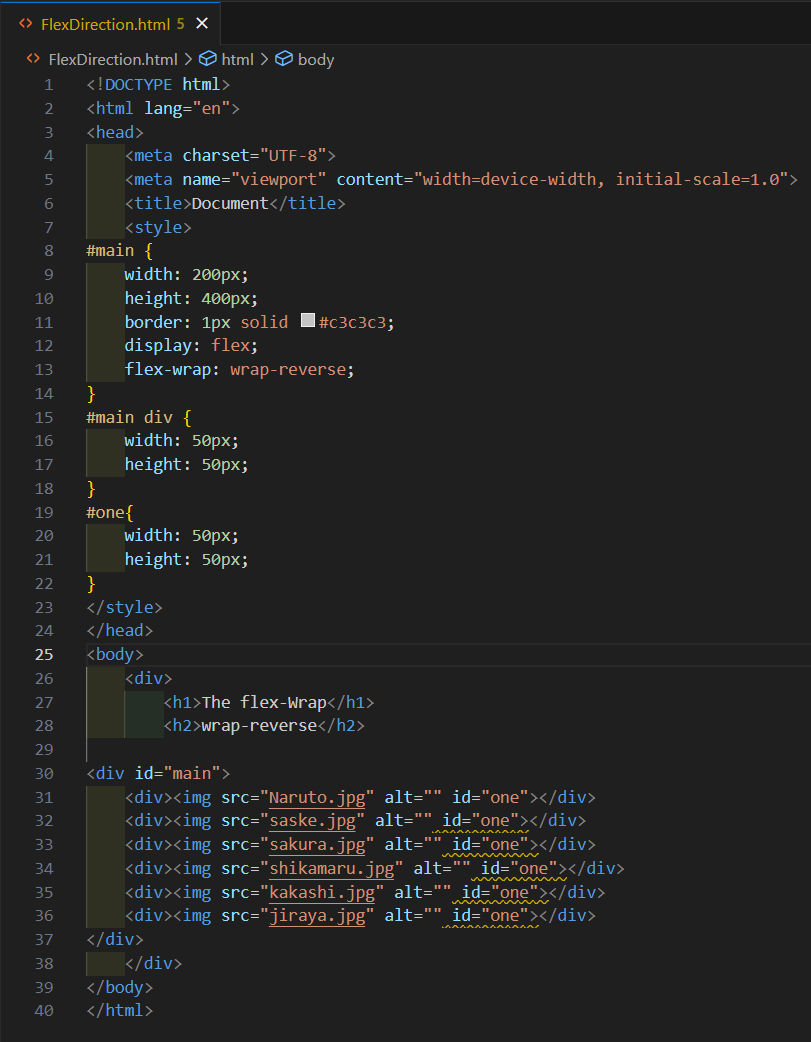 FlexDirection.html 5
FlexDirection.html > html > body
1 <!DOCTYPE html>
2 <html lang="en">
3 <head>
4 <meta charset="UTF-8">
5 <meta name="viewport" content="width=device-width, initial-scale=1.0">
6 <title>Document</title>
7 <style>
8 #main {
9 width: 200px;
10 height: 400px;
11 border: 1px solid #c3c3c3;
12 display: flex;
13 flex-wrap: wrap-reverse;
14 }
15 #main div {
16 width: 50px;
17 height: 50px;
18 }
19 #one{
20 width: 50px;
21 height: 50px;
22 }
23 </style>
24 </head>
25 <body>
26 <div>
27 <h1>The flex-Wrap</h1>
28 <h2>wrap-reverse</h2>
29
30 <div id="main">
31 <div><img src="Naruto.jpg" alt="" id="one"></div>
32 <div><img src="saske.jpg" alt="" id="one"></div>
33 <div><img src="sakura.jpg" alt="" id="one"></div>
34 <div><img src="shikamaru.jpg" alt="" id="one"></div>
35 <div><img src="kakashi.jpg" alt="" id="one"></div>
36 <div><img src="jiraya.jpg" alt="" id="one"></div>
37 </div>
38 </div>
39 </body>
40 </html>